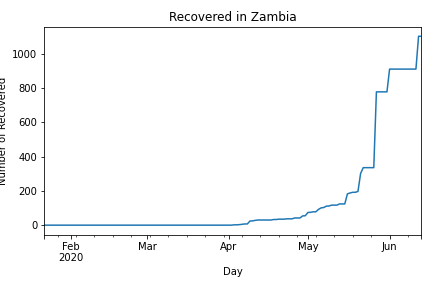 Recovered in Zambia
Number of Recovered
1000
800
600
400
200
0
Feb
2020
Mar
Apr
May
Jun
Day